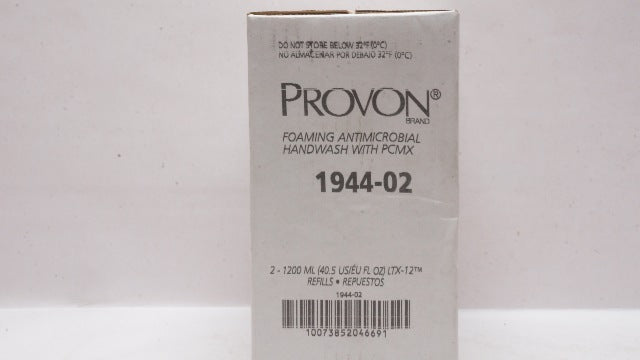 DO NOT STORE BELOW 32°F (0°C)
NO ALMACENAR POR DEBAJO 32°F (0°C)
PROVON®
BRAND
FOAMING ANTIMICROBIAL
HANDWASH WITH PCMX
1944-02
2 - 1200 ML (40.5 US/ÉU FL OZ) LTX-12™
REFILLS • REPUESTOS
1944-02
10073852046691